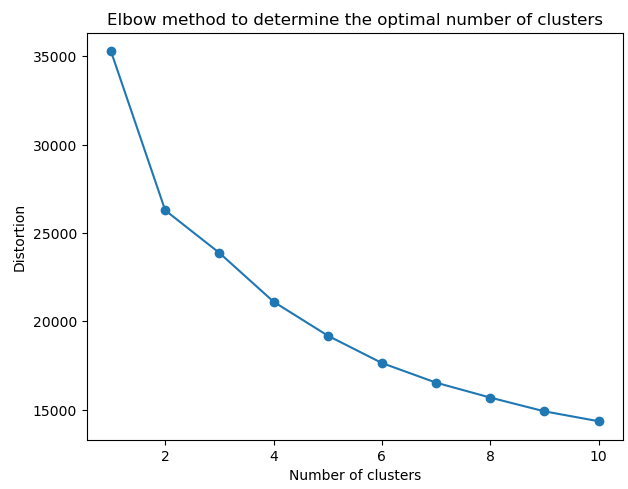 Elbow method to determine the optimal number of clusters
35000
30000
25000
20000
15000
Distortion
2 4 6 8 10
Number of clusters